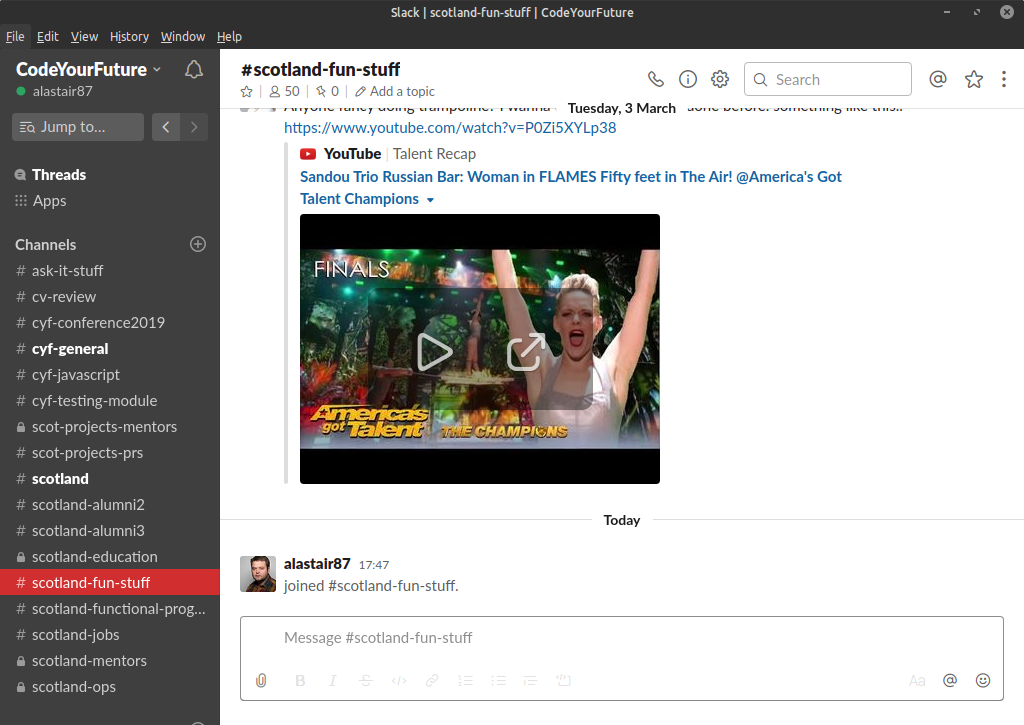 Slack | scotland-fun-stuff | CodeYourFuture
File Edit View History Window Help
CodeYourFuture
alastair87
Jump to...
Threads
Apps
Channels
# ask-it-stuff
# cv-review
# cyf-conference2019
# cyf-general
# cyf-javascript
# cyf-testing-module
scot-projects-mentors
# scot-projects-prs
# scotland
# scotland-alumni2
# scotland-alumni3
scotland-education
# scotland-fun-stuff
# scotland-functional-prog...
# scotland-jobs
scotland-mentors
scotland-ops
#scotland-fun-stuff
50 | 0 | Add a topic
Search
Anyone fancy doing trampoline? I wanna
Tuesday, 3 March
done before. something like this..
https://www.youtube.com/watch?v=P0Zi5XYLp38
YouTube | Talent Recap
Sandou Trio Russian Bar: Woman in FLAMES Fifty feet in The Air! @America's Got
Talent Champions
FINALS
America's
got Talent THE CHAMPIONS
Today
alastair87 17:47
joined #scotland-fun-stuff.
Message #scotland-fun-stuff
B I S Aa @